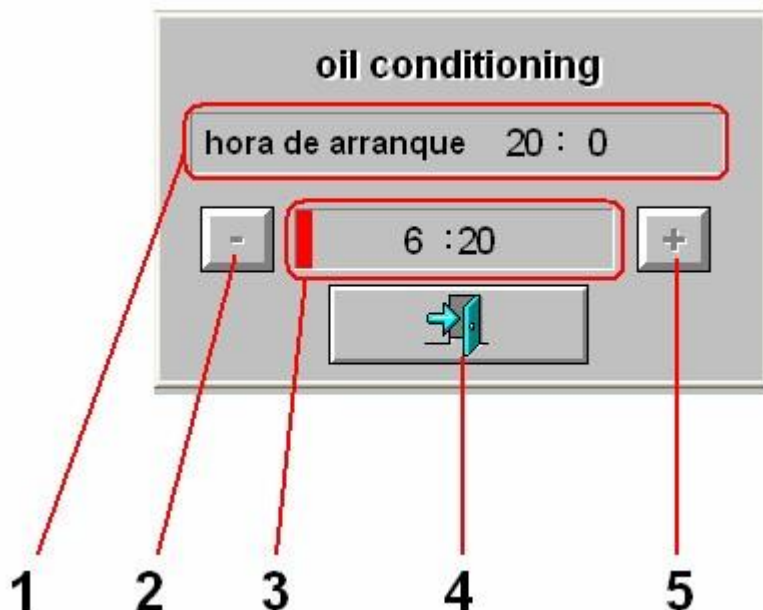 oil conditioning
hora de arranque 20 : 0
- 6 :20 +
1 2 3 4 5